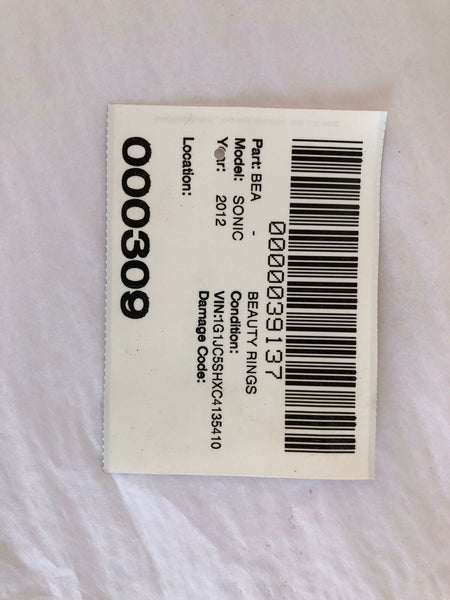 0000039137
Part: BEA - BEAUTY RINGS
Model: SONIC Condition:
Year: 2012 VIN:1G1JC5SHXC4135410
Damage Code:
Location:
000309